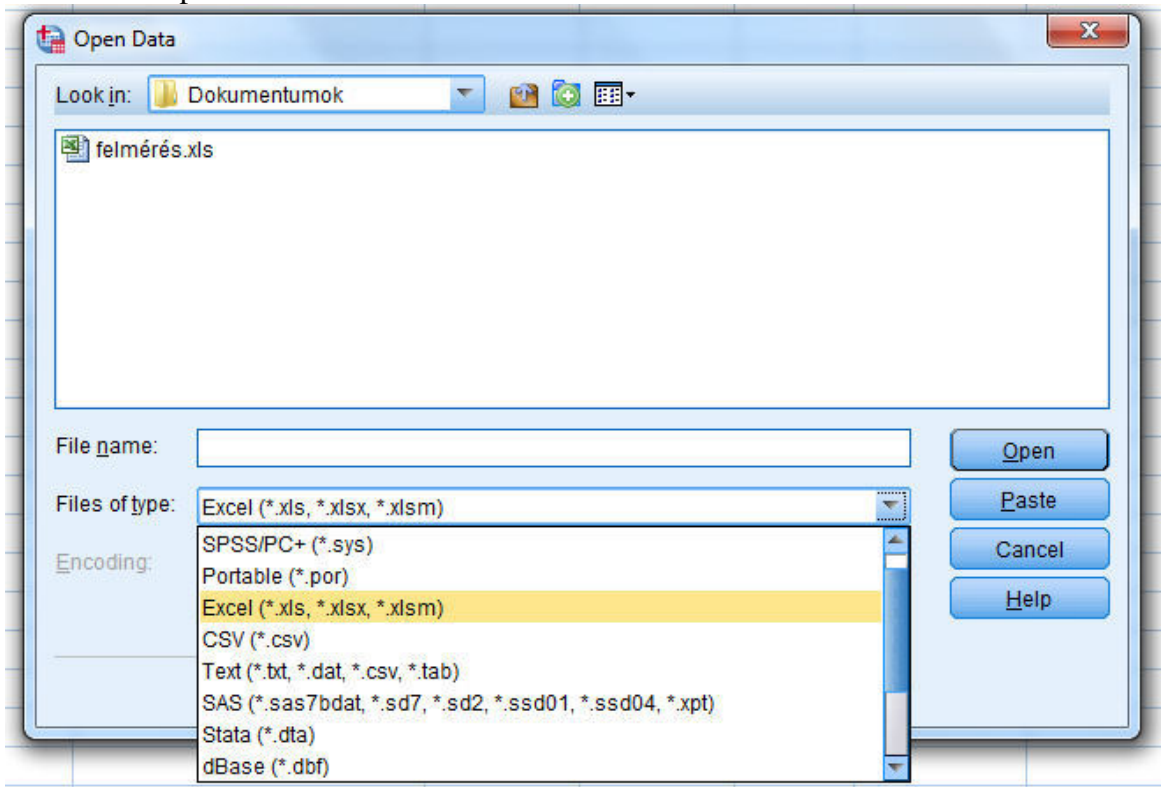 Open Data
Look in: Dokumentumok
felmérés.xls
File name:
Open
Files of type: Excel (*.xls, *.xlsx, *.xlsm)
Paste
SPSS/PC+ (*.sys)
Encoding:
Cancel
Portable (*.por)
Excel (*.xls, *.xlsx, *.xlsm)
Help
CSV (*.csv)
Text (*.txt, *.dat, *.csv, *.tab)
SAS (*.sas7bdat, *.sd7, *.sd2, *.ssd01, *.ssd04, *.xpt)
Stata (*.dta)
dBase (*.dbf)